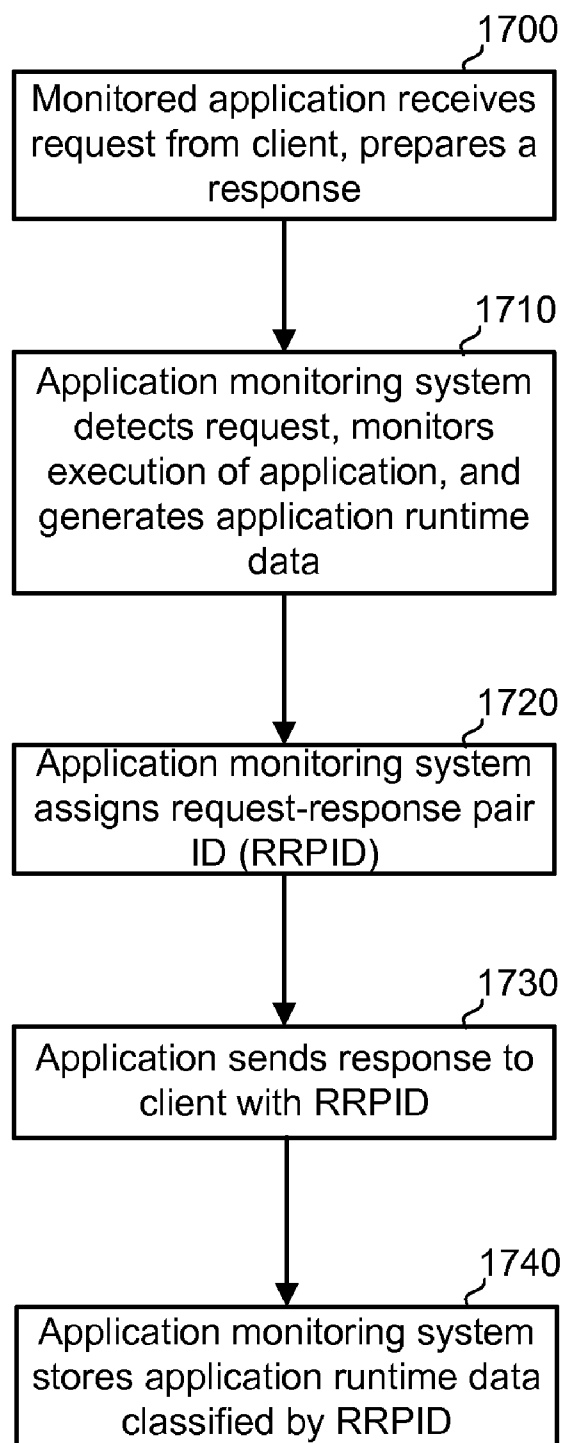 1700
Monitored application receives
request from client, prepares a
response
1710
Application monitoring system
detects request, monitors
execution of application, and
generates application runtime
data
1720
Application monitoring system
assigns request-response pair
ID (RRPID)
1730
Application sends response to
client with RRPID
1740
Application monitoring system
stores application runtime data
classified by RRPID